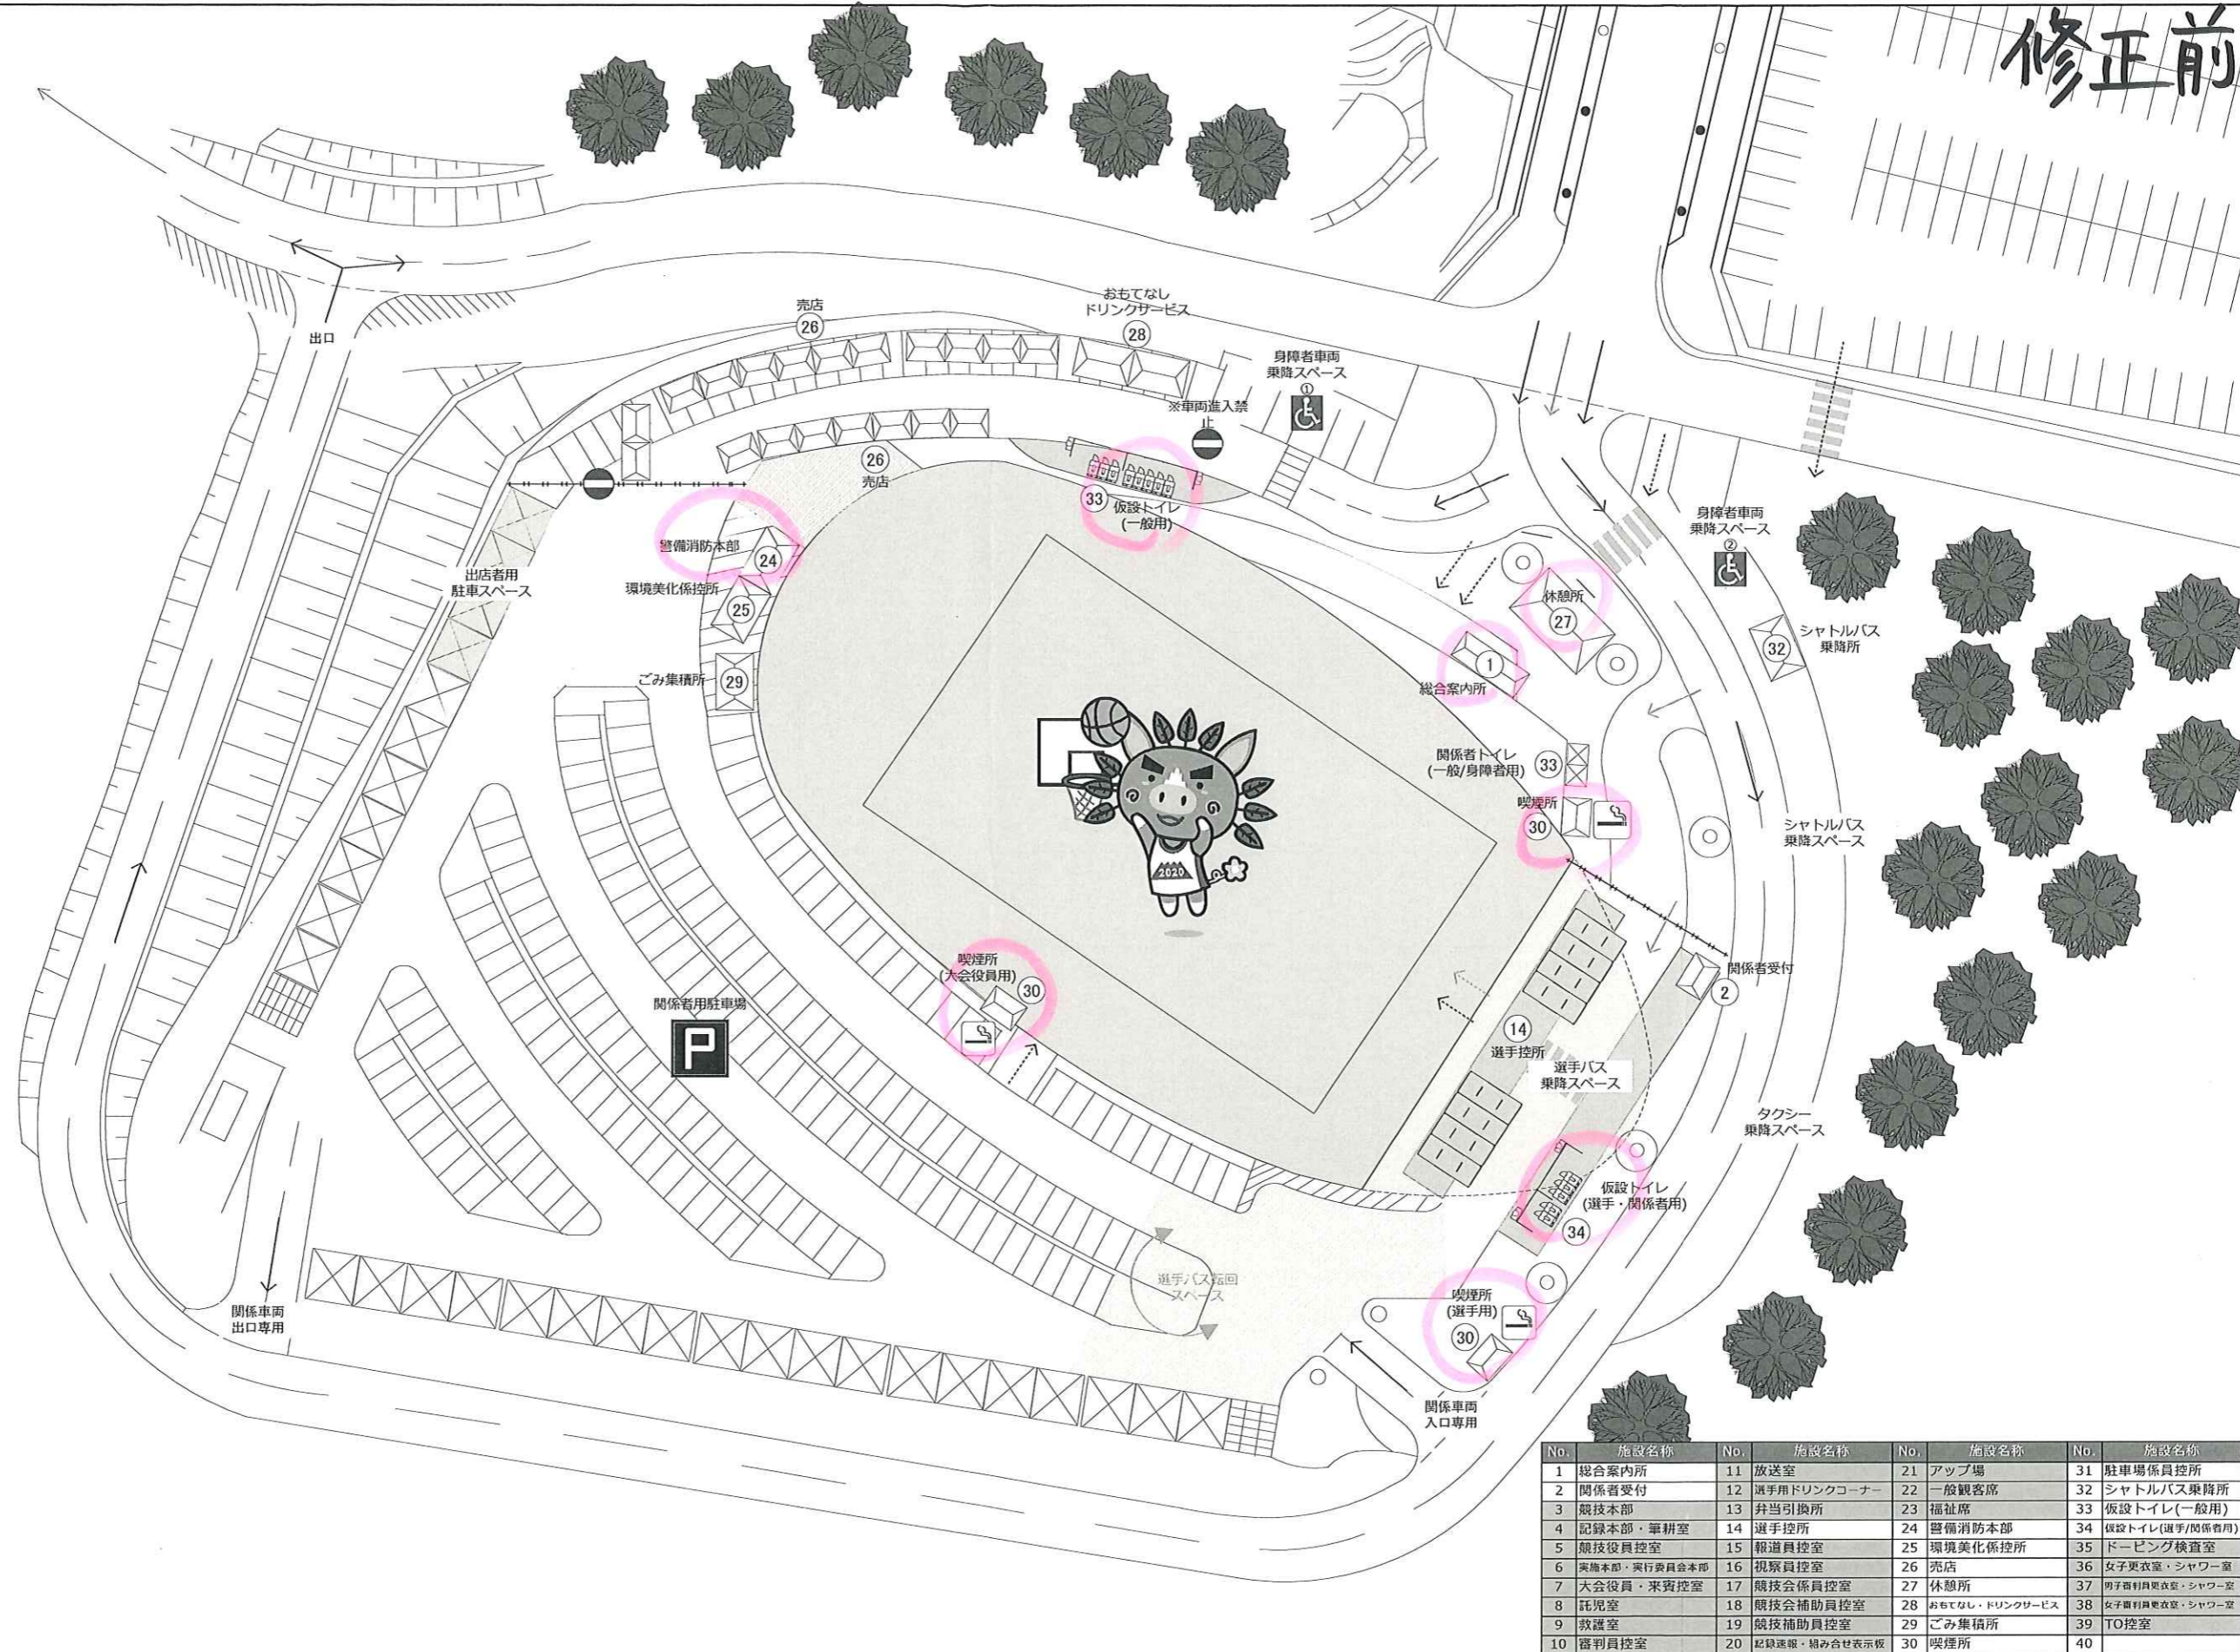 修正前
出口
売店
26
おもてなし
ドリンクサービス
28
身障者車両
乗降スペース
①
※車両進入禁
止
26
売店
33
仮設トイレ
(一般用)
警備消防本部
24
環境美化係控所
25
出店者用
駐車スペース
ごみ集積所
29
身障者車両
乗降スペース
②
休憩所
27
1
総合案内所
32
シャトルバス
乗降所
関係者トイレ
(一般/身障者用)
33
喫煙所
30
シャトルバス
乗降スペース
2020
喫煙所
(大会役員用)
30
関係者用駐車場
P
関係者受付
2
14
選手控所
選手バス
乗降スペース
タクシー
乗降スペース
仮設トイレ
(選手・関係者用)
34
選手バス転回
スペース
喫煙所
(選手用)
30
関係車両
出口専用
関係車両
入口専用
No. 施設名称 No. 施設名称 No. 施設名称 No. 施設名称
1 総合案内所 11 放送室 21 アップ場 31 駐車場係員控所
2 関係者受付 12 選手用ドリンクコーナー 22 一般観客席 32 シャトルバス乗降所
3 競技本部 13 弁当引換所 23 福祉席 33 仮設トイレ(一般用)
4 記録本部・筆耕室 14 選手控所 24 警備消防本部 34 仮設トイレ(選手/関係者用)
5 競技役員控室 15 報道員控室 25 環境美化係控所 35 ドーピング検査室
6 実施本部・実行委員会本部 16 視察員控室 26 売店 36 女子更衣室・シャワー室
7 大会役員・来賓控室 17 競技会係員控室 27 休憩所 37 男子審判員更衣室・シャワー室
8 託児室 18 競技会補助員控室 28 おもてなし・ドリンクサービス 38 女子審判員更衣室・シャワー室
9 救護室 19 競技補助員控室 29 ごみ集積所 39 TO控室
10 審判員控室 20 記録速報・組み合せ表示板 30 喫煙所 40